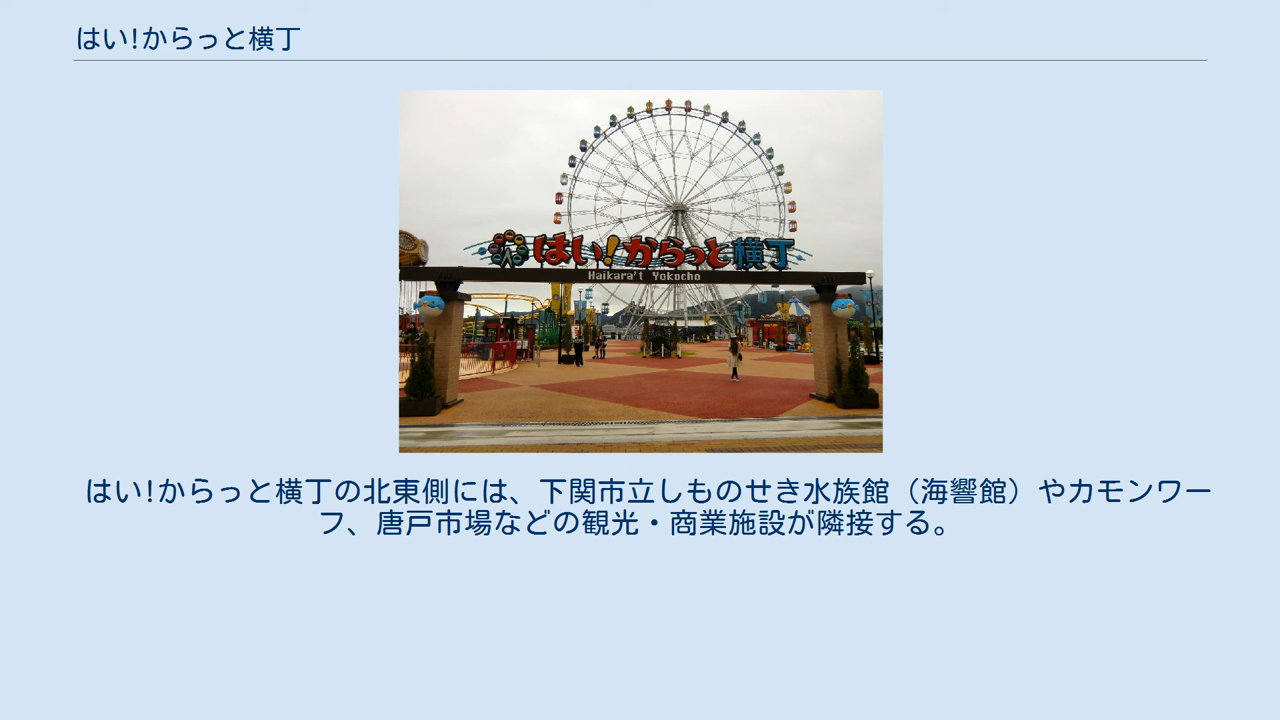 はい!からっと横丁
はい!からっと横丁
Haikara't Yokocho
はい!からっと横丁の北東側には、下関市立しものせき水族館（海響館）やカモンワー
フ、唐戸市場などの観光・商業施設が隣接する。